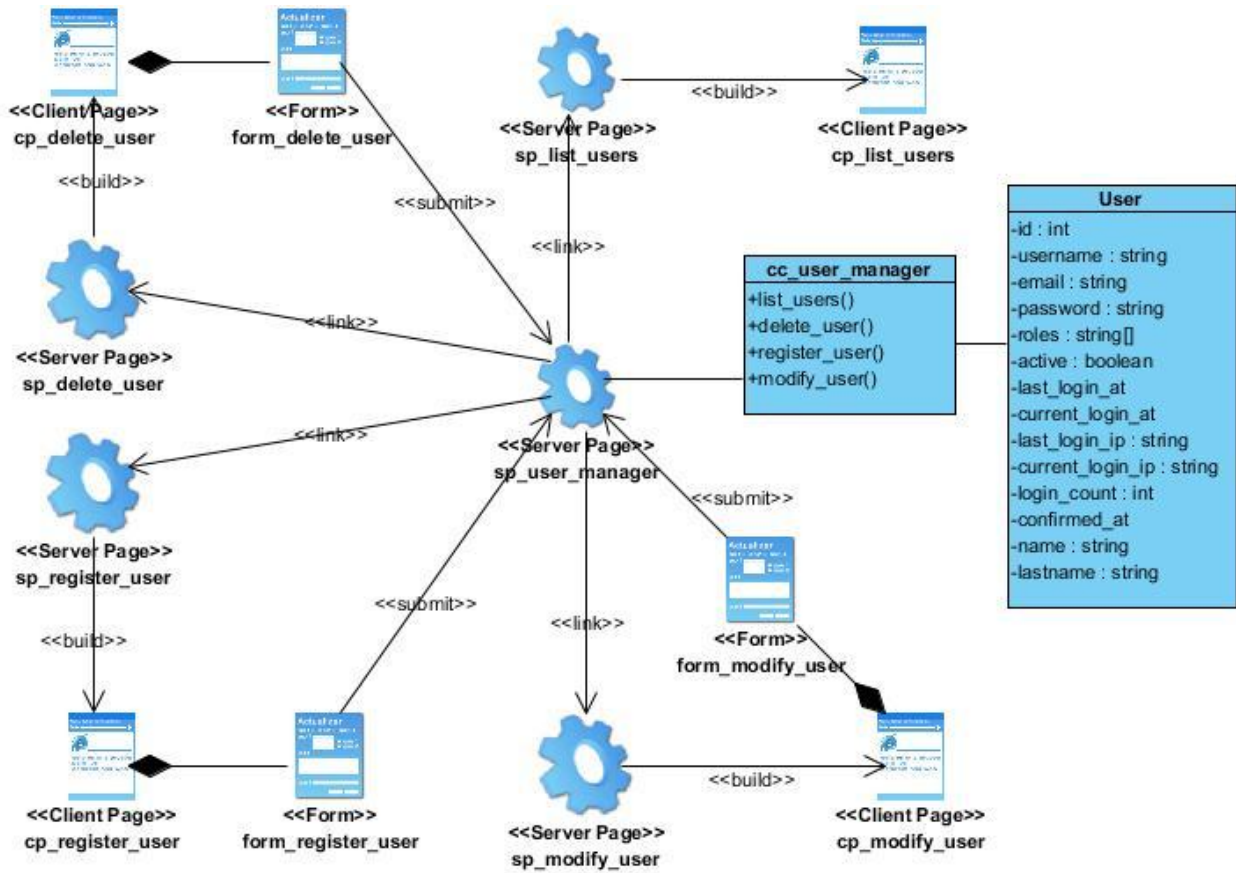 Actualizar
<<Client Page>>
cp_delete_user
<<Form>>
form_delete_user
<<Server Page>>
sp_list_users
<<build>>
<<Client Page>>
cp_list_users
<<build>>
<<submit>>
<<link>>
<<Server Page>>
sp_delete_user
<<link>>
<<link>>
<<Server Page>>
sp_user_manager
cc_user_manager
+list_users()
+delete_user()
+register_user()
+modify_user()
User
-id : int
-username : string
-email : string
-password : string
-roles : string[]
-active : boolean
-last_login_at
-current_login_at
-last_login_ip : string
-current_login_ip : string
-login_count : int
-confirmed_at
-name : string
-lastname : string
<<Server Page>>
sp_register_user
<<build>>
<<submit>>
<<link>>
<<submit>>
Actualizar
<<Form>>
form_modify_user
<<Client Page>>
cp_register_user
Actualizar
<<Form>>
form_register_user
<<Server Page>>
sp_modify_user
<<build>>
<<Client Page>>
cp_modify_user